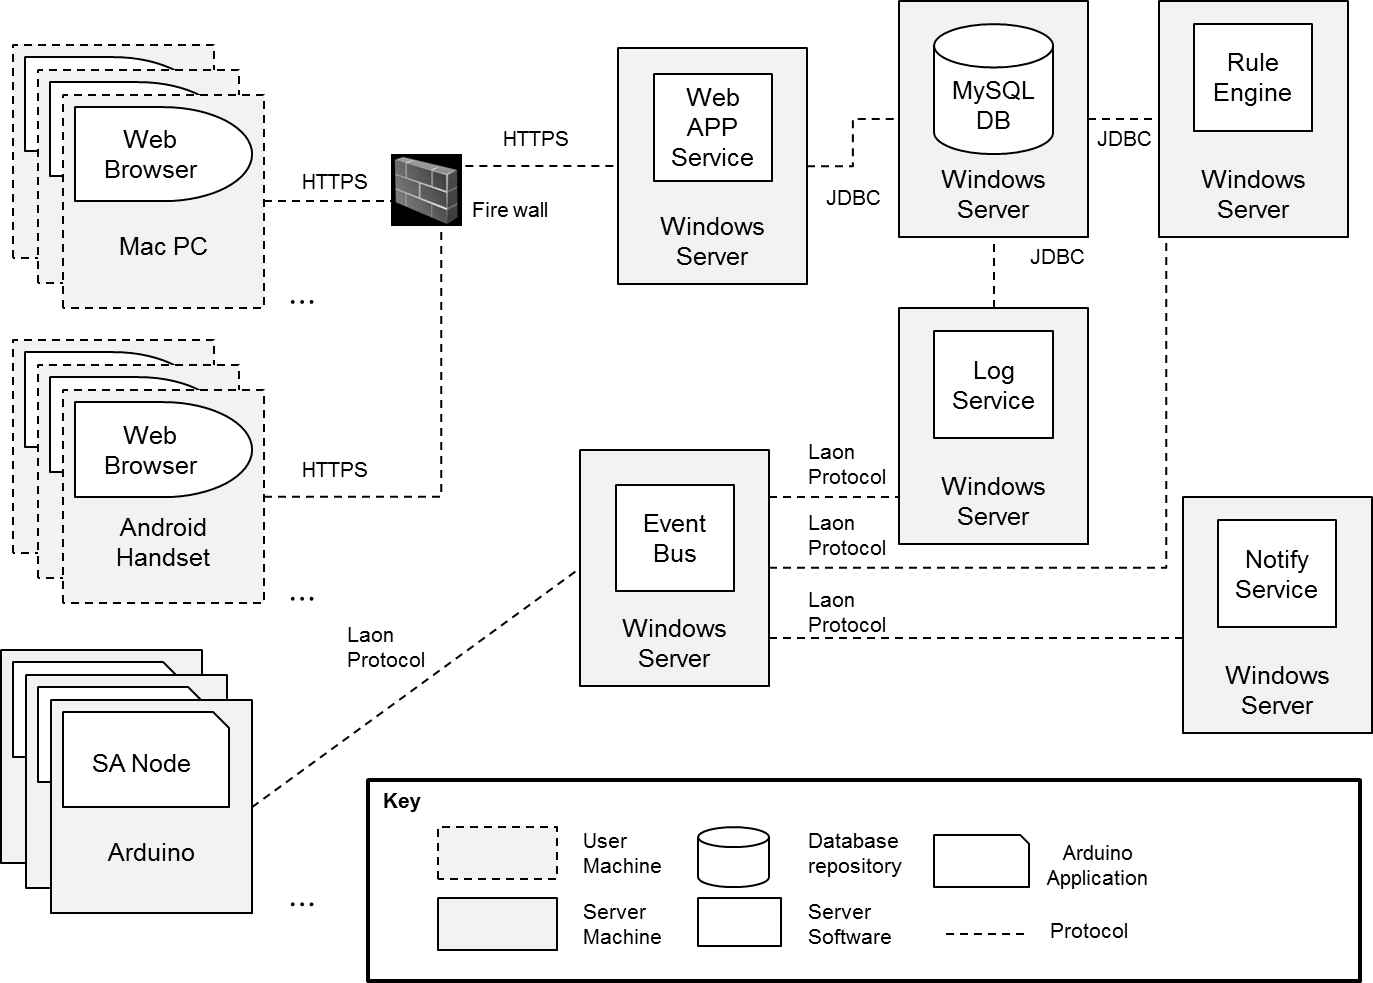 Web
Browser
Mac PC
...
HTTPS
Fire wall
HTTPS
Web
APP
Service
Windows
Server
JDBC
MySQL
DB
Windows
Server
JDBC
Rule
Engine
Windows
Server
JDBC
Log
Service
Windows
Server
Web
Browser
Android
Handset
...
HTTPS
Laon
Protocol
Event
Bus
Windows
Server
Laon
Protocol
Laon
Protocol
Laon
Protocol
Notify
Service
Windows
Server
SA Node
Arduino
...
Key
User
Machine
Database
repository
Arduino
Application
Server
Machine
Server
Software
Protocol